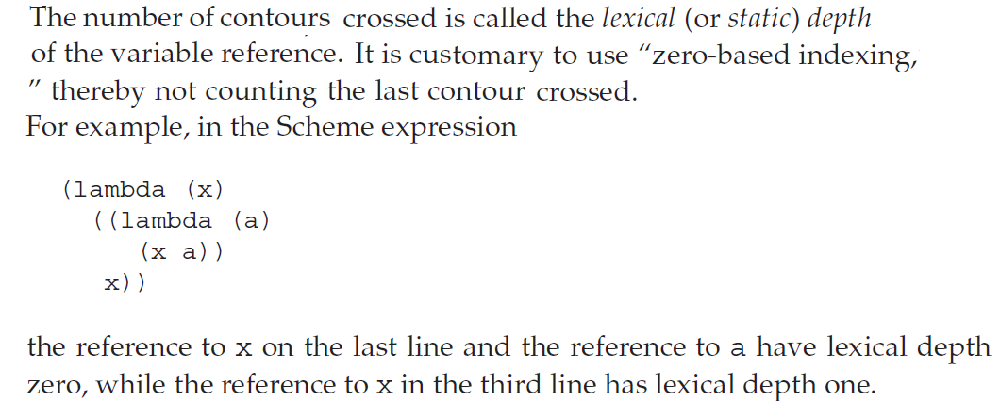 The number of contours crossed is called the lexical (or static) depth
of the variable reference. It is customary to use “zero-based indexing,
” thereby not counting the last contour crossed.
For example, in the Scheme expression
(lambda (x)
((lambda (a)
(x a))
x))
the reference to x on the last line and the reference to a have lexical depth
zero, while the reference to x in the third line has lexical depth one.